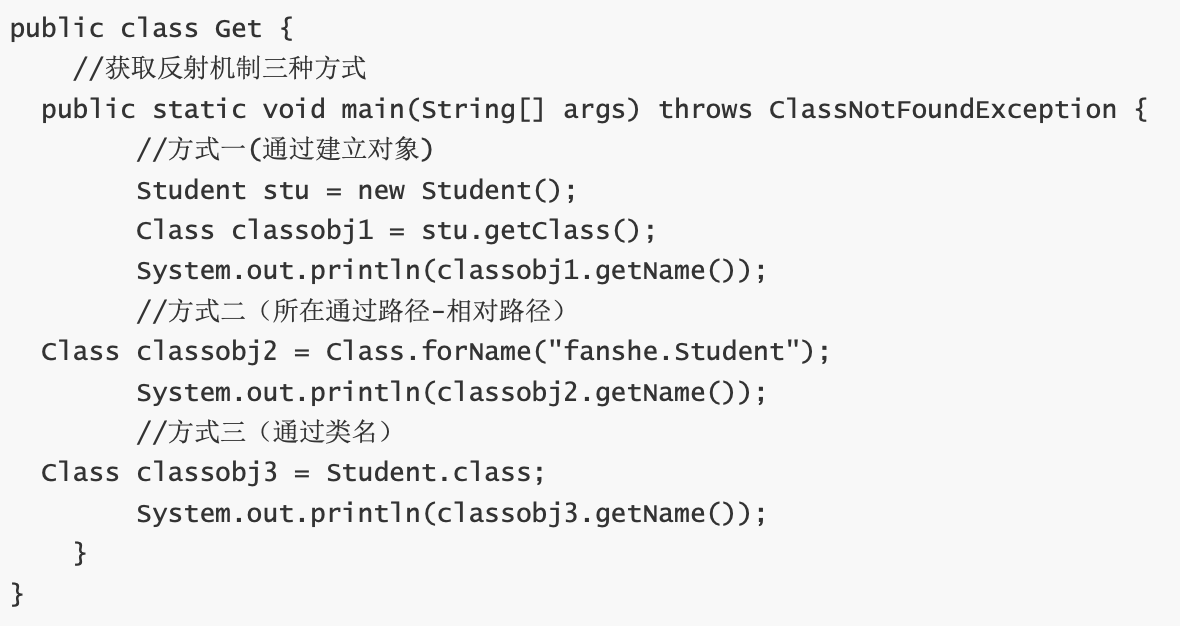 public class Get {
    //获取反射机制三种方式
  public static void main(String[] args) throws ClassNotFoundException {
        //方式一(通过建立对象)
        Student stu = new Student();
        Class classobj1 = stu.getClass();
        System.out.println(classobj1.getName());
        //方式二（所在通过路径-相对路径）
  Class classobj2 = Class.forName("fanshe.Student");
        System.out.println(classobj2.getName());
        //方式三（通过类名）
  Class classobj3 = Student.class;
        System.out.println(classobj3.getName());
    }
}